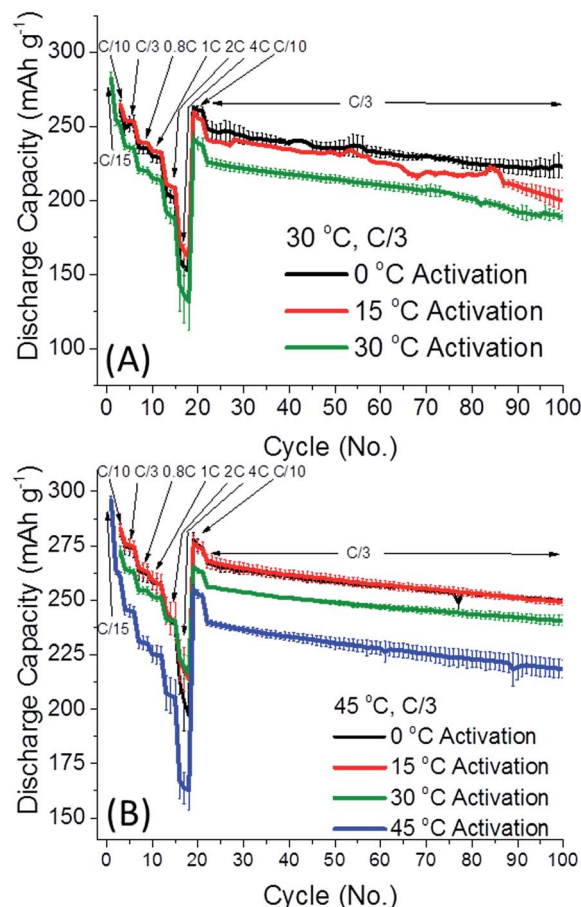 (A)
Discharge Capacity (mAh g⁻¹)
300
275
250
225
200
175
150
125
100
C/10 C/3 0.8C 1C 2C 4C C/10
C/15
C/3
30 °C, C/3
0 °C Activation
15 °C Activation
30 °C Activation
0 10 20 30 40 50 60 70 80 90 100
Cycle (No.)
(B)
Discharge Capacity (mAh g⁻¹)
300
275
250
225
200
175
150
C/10 C/3 0.8C 1C 2C 4C C/10
C/15
C/3
45 °C, C/3
0 °C Activation
15 °C Activation
30 °C Activation
45 °C Activation
0 10 20 30 40 50 60 70 80 90 100
Cycle (No.)